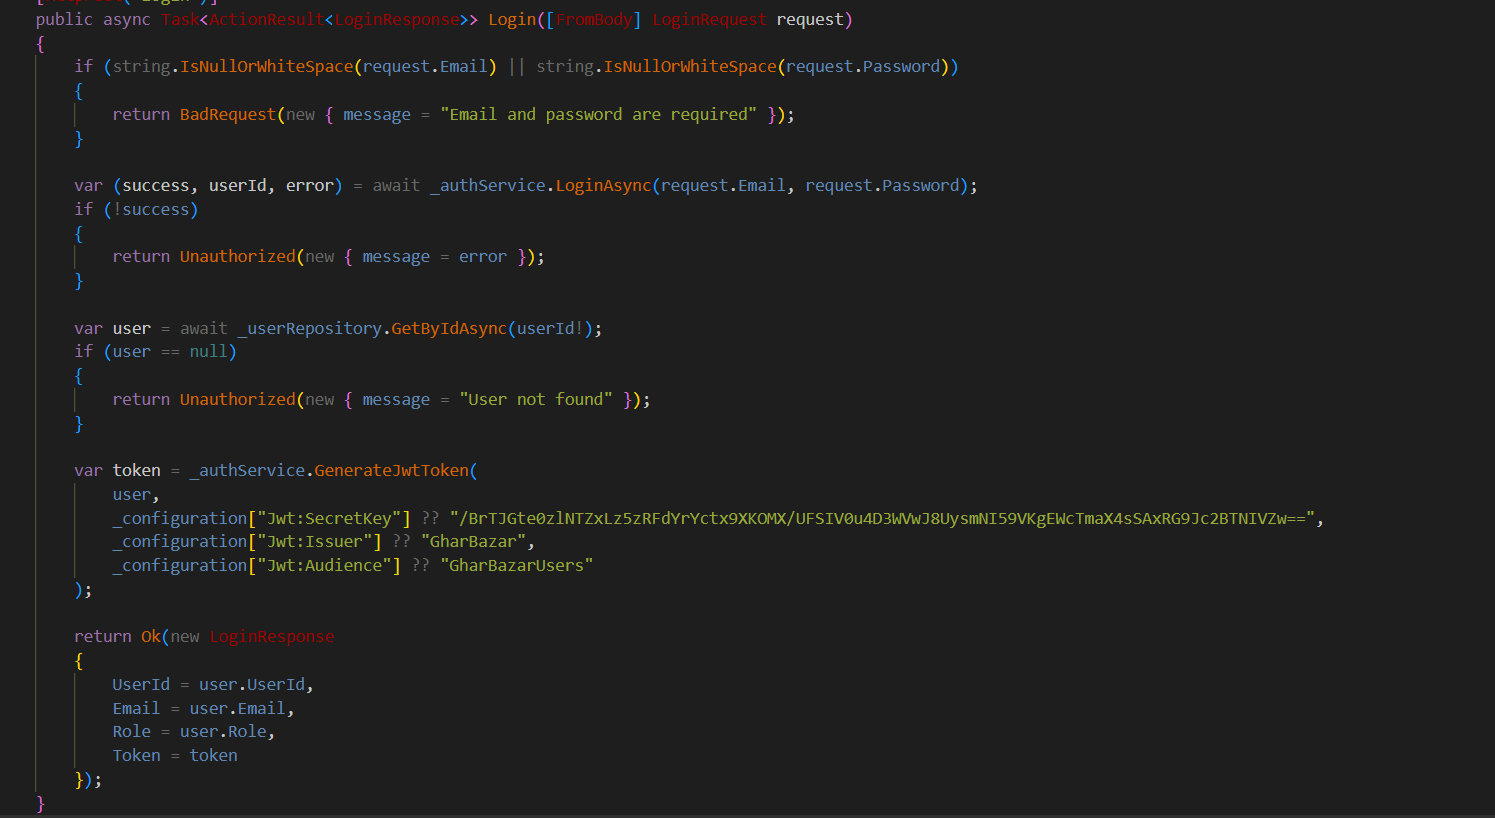 public async Task<ActionResult<LoginResponse>> Login([FromBody] LoginRequest request)
{
if (string.IsNullOrWhiteSpace(request.Email) || string.IsNullOrWhiteSpace(request.Password))
{
return BadRequest(new { message = "Email and password are required" });
}
var (success, userId, error) = await _authService.LoginAsync(request.Email, request.Password);
if (!success)
{
return Unauthorized(new { message = error });
}
var user = await _userRepository.GetByIdAsync(userId!);
if (user == null)
{
return Unauthorized(new { message = "User not found" });
}
var token = _authService.GenerateJwtToken(
user,
_configuration["Jwt:SecretKey"] ?? "/BrTJGte0zlNTZxLz5zRFdYrYctx9XKOMX/UFSIV0u4D3WVwJ8UysmNI59VKgEWcTmaX4sSAxRG9Jc2BTNIVZw==",
_configuration["Jwt:Issuer"] ?? "GharBazar",
_configuration["Jwt:Audience"] ?? "GharBazarUsers"
);
return Ok(new LoginResponse
{
UserId = user.UserId,
Email = user.Email,
Role = user.Role,
Token = token
});
}